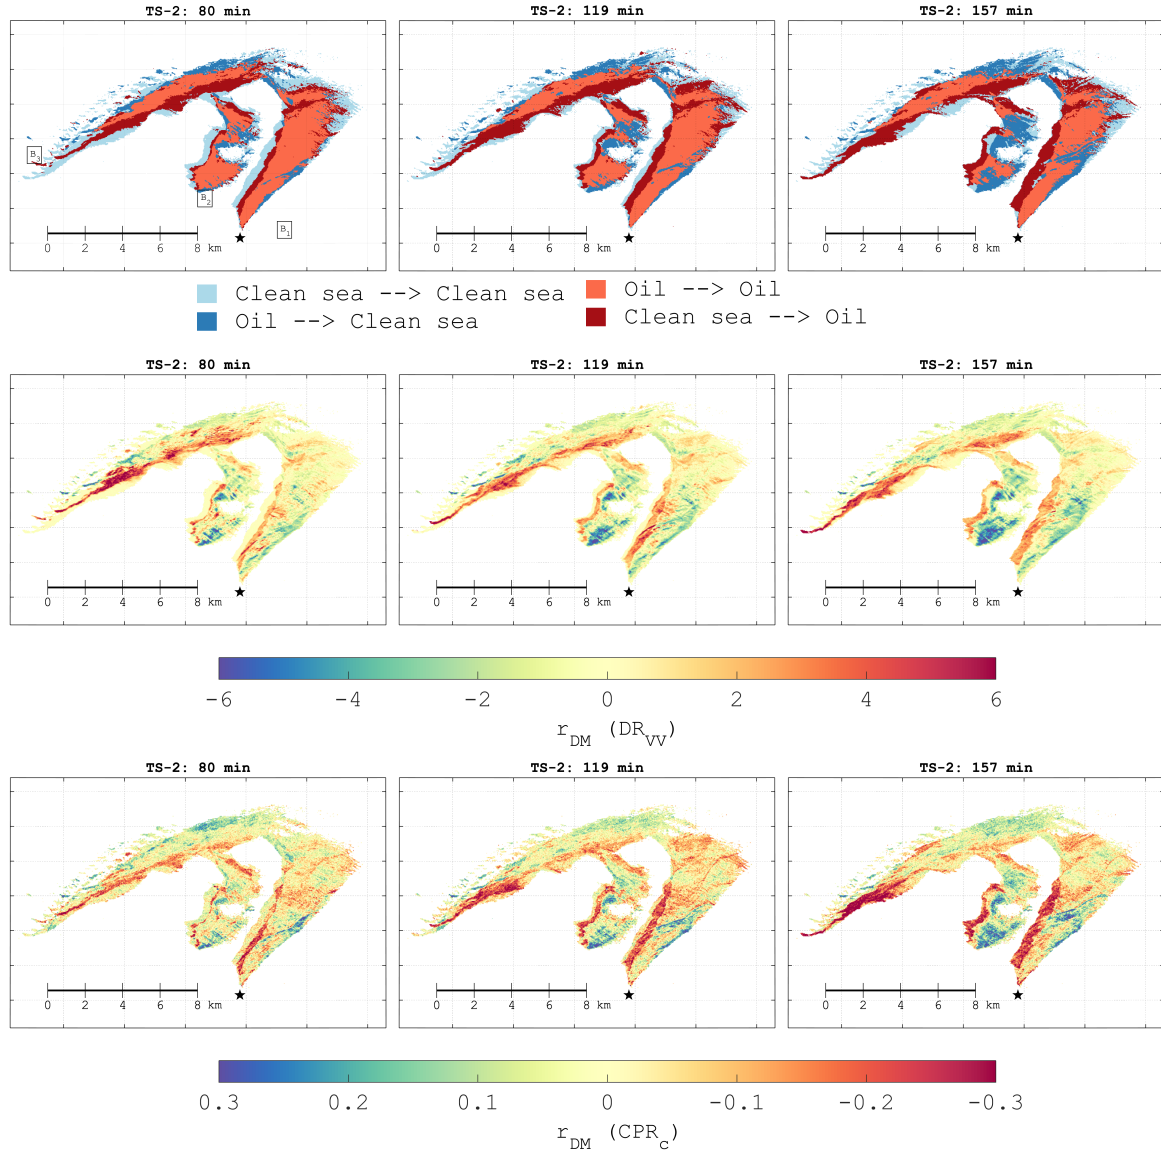 TS-2: 80 min TS-2: 119 min TS-2: 157 min
B3
B2
B1
0 2 4 6 8 km 0 2 4 6 8 km 0 2 4 6 8 km
Clean sea --> Clean sea Oil --> Oil
Oil --> Clean sea Clean sea --> Oil
TS-2: 80 min TS-2: 119 min TS-2: 157 min
0 2 4 6 8 km 0 2 4 6 8 km 0 2 4 6 8 km
-6 -4 -2 0 2 4 6
r_DM (DR_VV)
TS-2: 80 min TS-2: 119 min TS-2: 157 min
0 2 4 6 8 km 0 2 4 6 8 km 0 2 4 6 8 km
0.3 0.2 0.1 0 -0.1 -0.2 -0.3
r_DM (CPR_c)